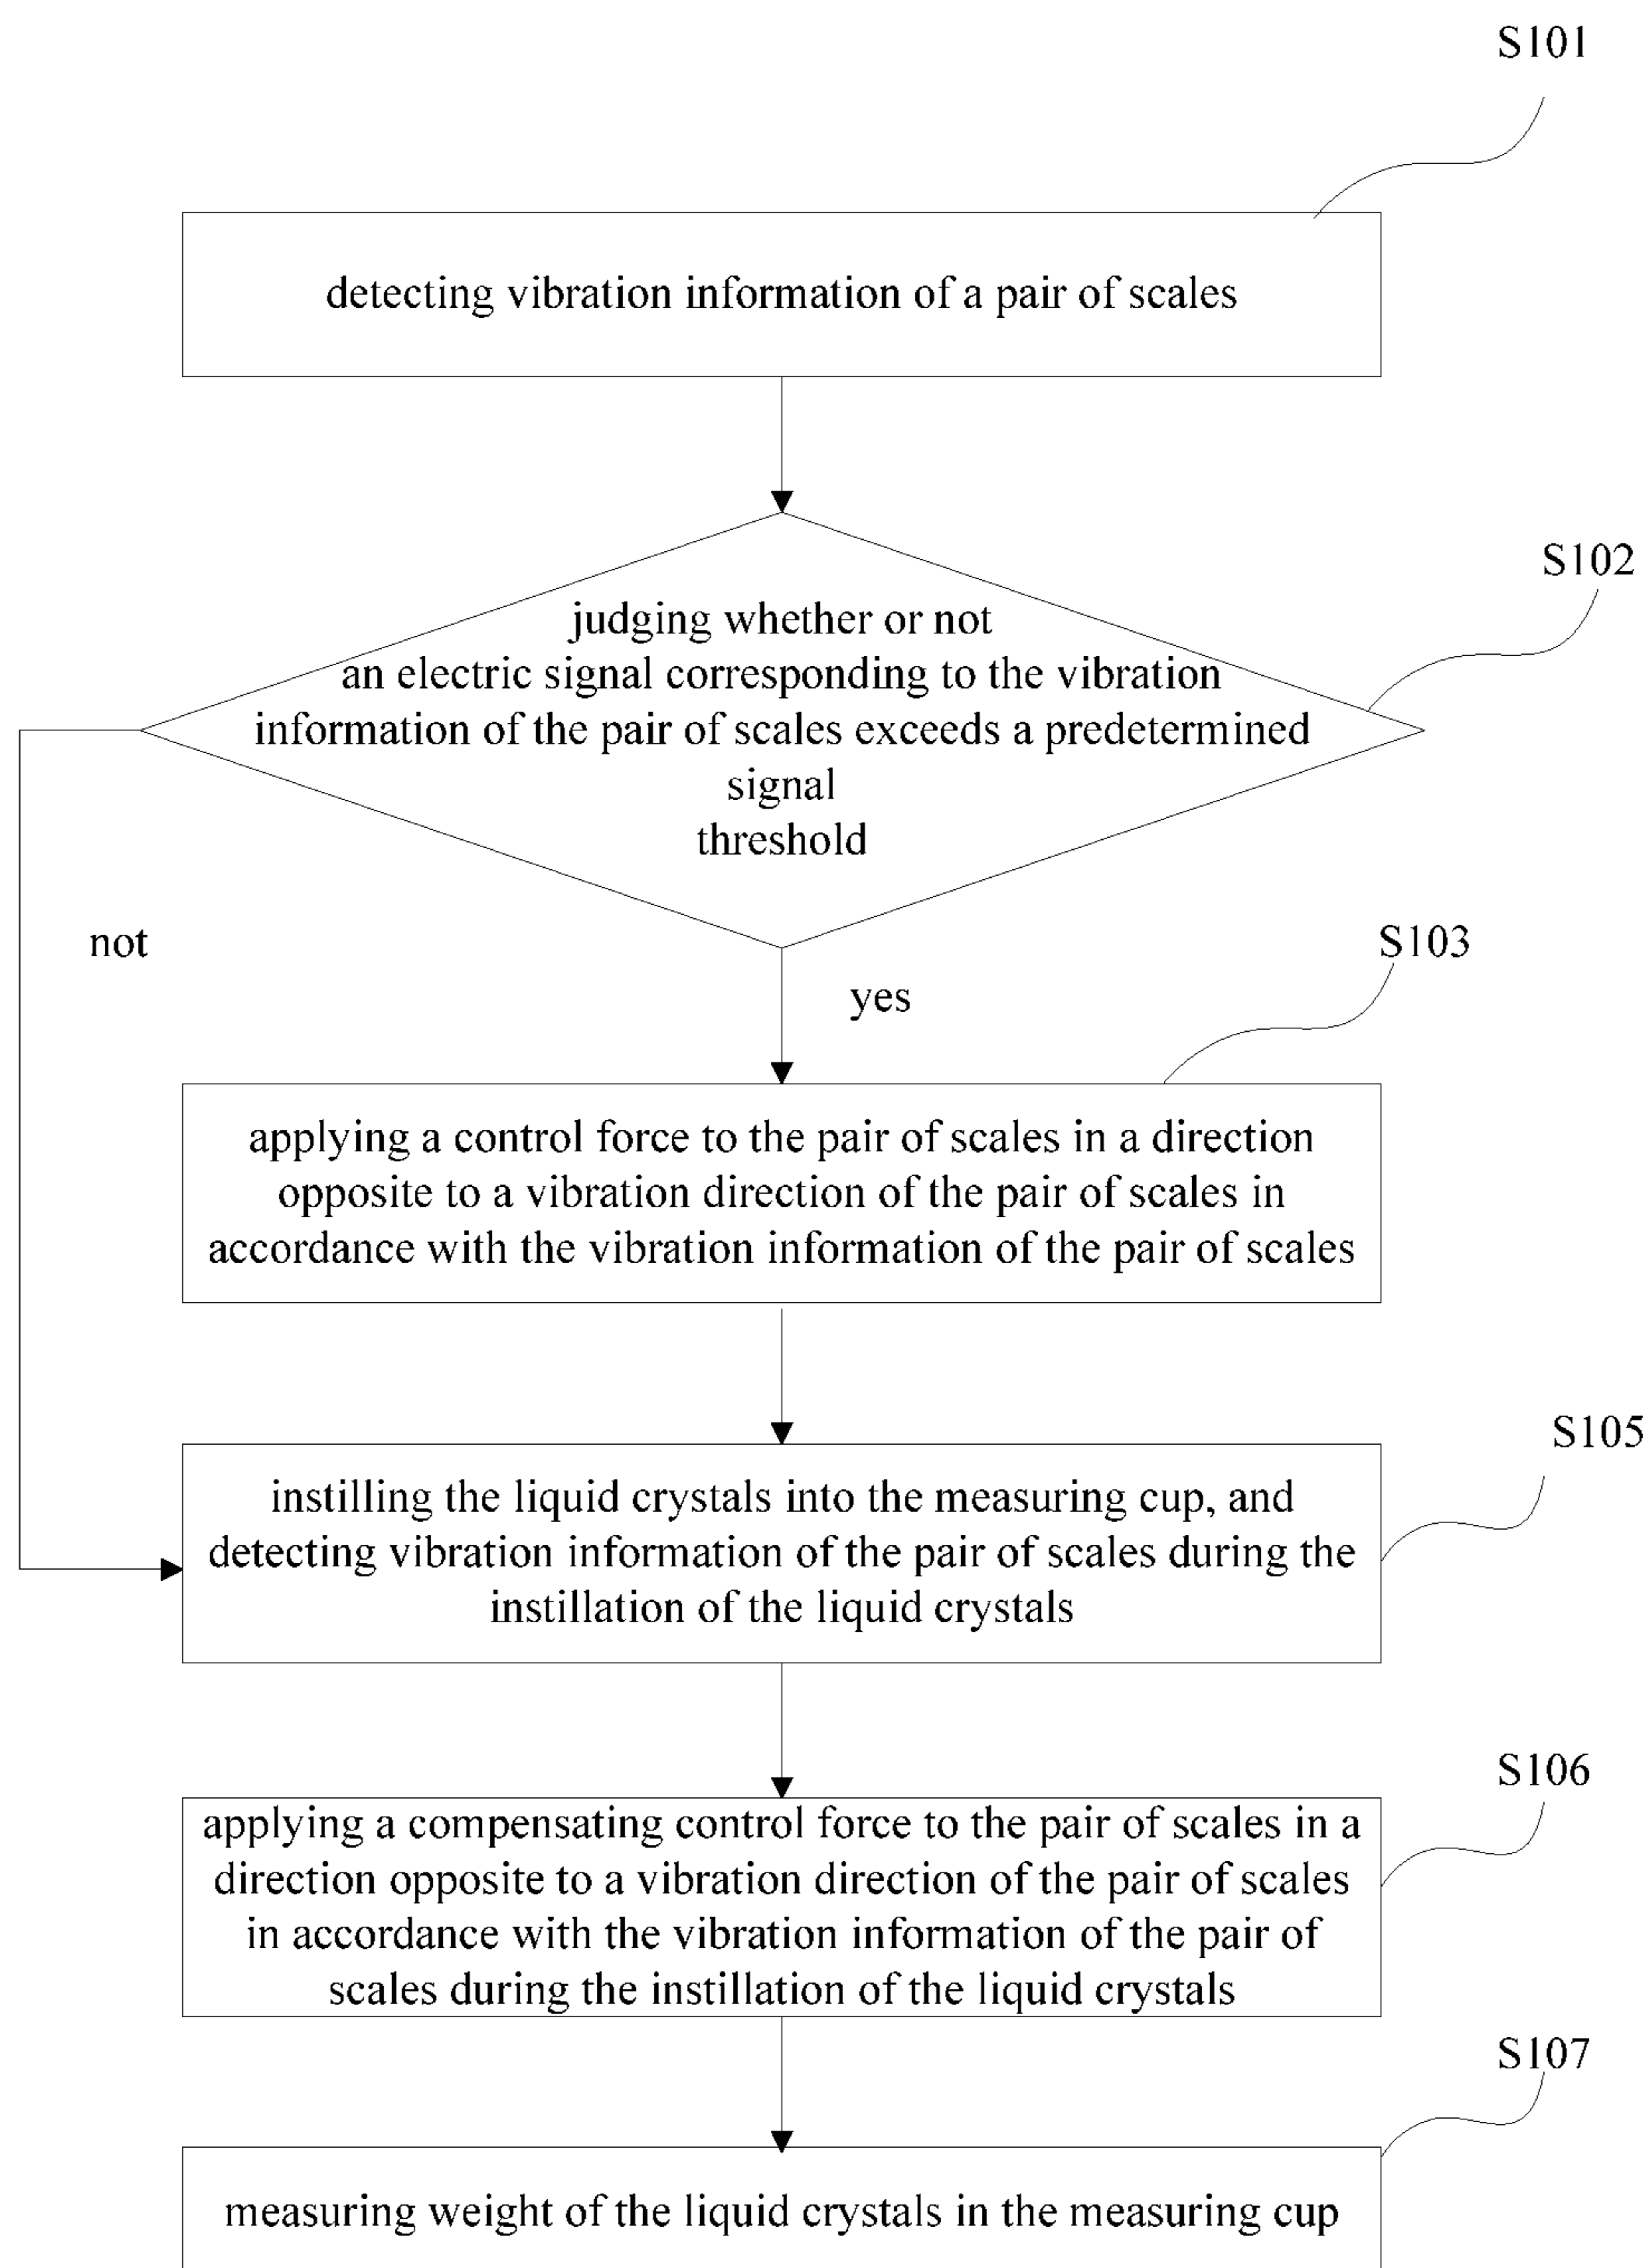 S101
detecting vibration information of a pair of scales
S102
judging whether or not
an electric signal corresponding to the vibration
information of the pair of scales exceeds a predetermined
signal
threshold
not
yes
S103
applying a control force to the pair of scales in a direction
opposite to a vibration direction of the pair of scales in
accordance with the vibration information of the pair of scales
S105
instilling the liquid crystals into the measuring cup, and
detecting vibration information of the pair of scales during the
instillation of the liquid crystals
S106
applying a compensating control force to the pair of scales in a
direction opposite to a vibration direction of the pair of scales
in accordance with the vibration information of the pair of
scales during the instillation of the liquid crystals
S107
measuring weight of the liquid crystals in the measuring cup